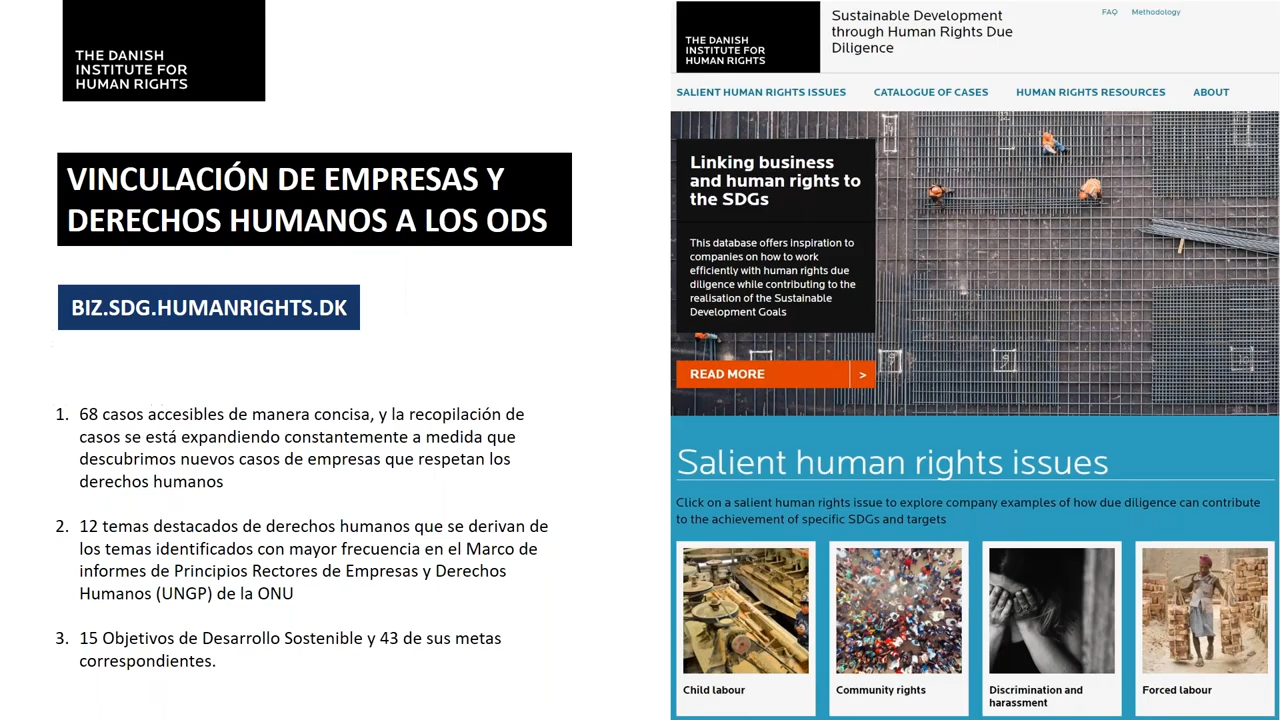 THE DANISH
INSTITUTE FOR
HUMAN RIGHTS
VINCULACIÓN DE EMPRESAS Y
DERECHOS HUMANOS A LOS ODS
BIZ.SDG.HUMANRIGHTS.DK
1. 68 casos accesibles de manera concisa, y la recopilación de
casos se está expandiendo constantemente a medida que
descubrimos nuevos casos de empresas que respetan los
derechos humanos
2. 12 temas destacados de derechos humanos que se derivan de
los temas identificados con mayor frecuencia en el Marco de
informes de Principios Rectores de Empresas y Derechos
Humanos (UNGP) de la ONU
3. 15 Objetivos de Desarrollo Sostenible y 43 de sus metas
correspondientes.
THE DANISH
INSTITUTE FOR
HUMAN RIGHTS
Sustainable Development
through Human Rights Due
Diligence
FAQ Methodology
SALIENT HUMAN RIGHTS ISSUES CATALOGUE OF CASES HUMAN RIGHTS RESOURCES ABOUT
Linking business
and human rights to
the SDGs
This database offers inspiration to
companies on how to work
efficiently with human rights due
diligence while contributing to the
realisation of the Sustainable
Development Goals
READ MORE >
Salient human rights issues
Click on a salient human rights issue to explore company examples of how due diligence can contribute
to the achievement of specific SDGs and targets
Child labour
Community rights
Discrimination and
harassment
Forced labour